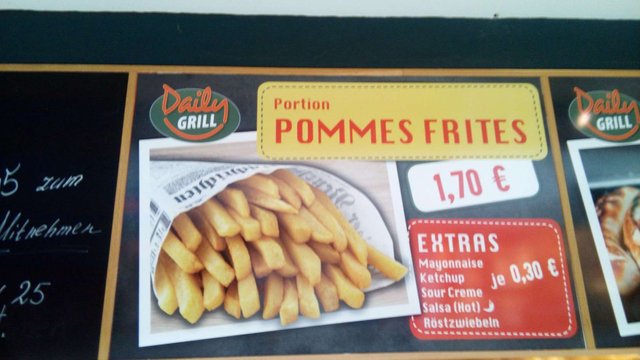 5 zum
Mitnehmen
25
Daily
GRILL
Portion
POMMES FRITES
1,70 €
EXTRAS
Mayonnaise
Ketchup
Sour Creme
Salsa (Hot)
Röstzwiebeln
je 0,30 €
Daily
GRILL